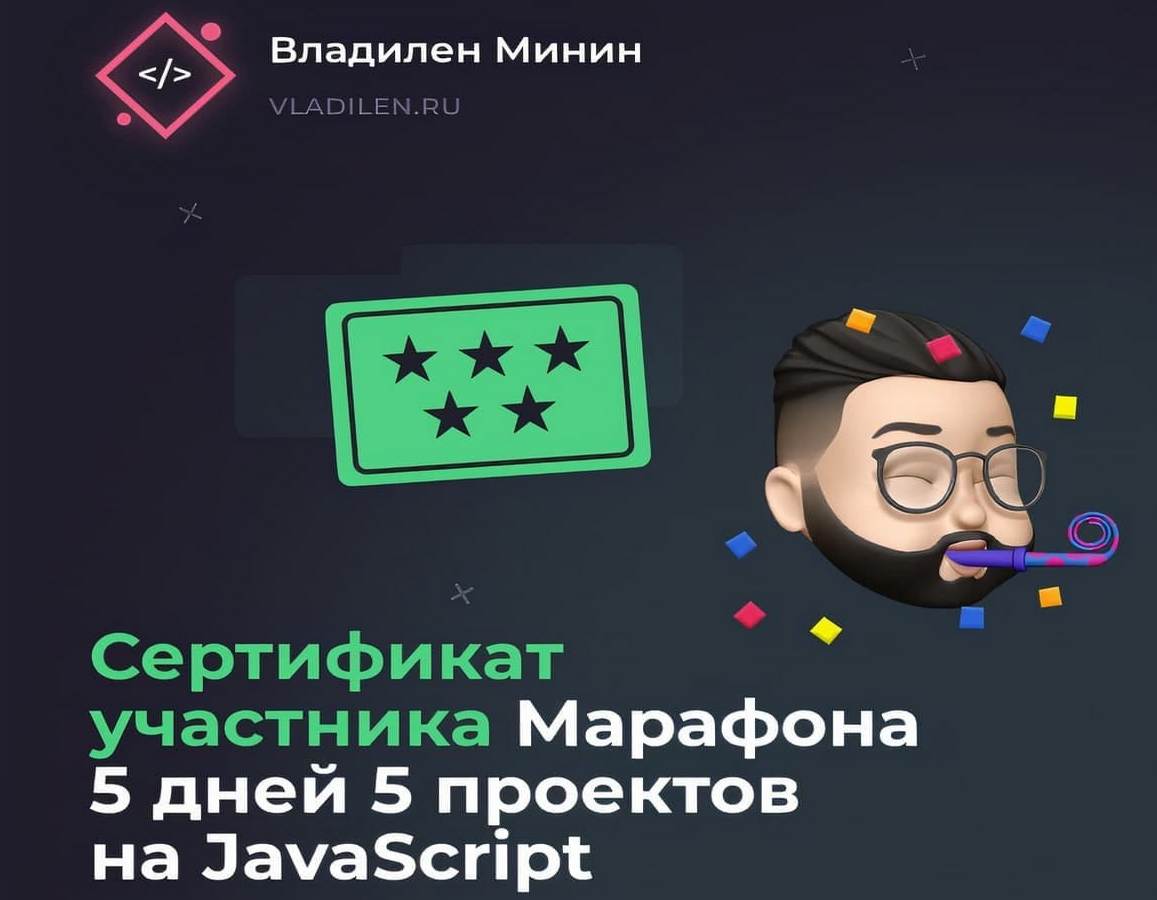 </>
Владилен Минин
VLADILEN.RU
Сертификат
участника Марафона
5 дней 5 проектов
на JavaScript